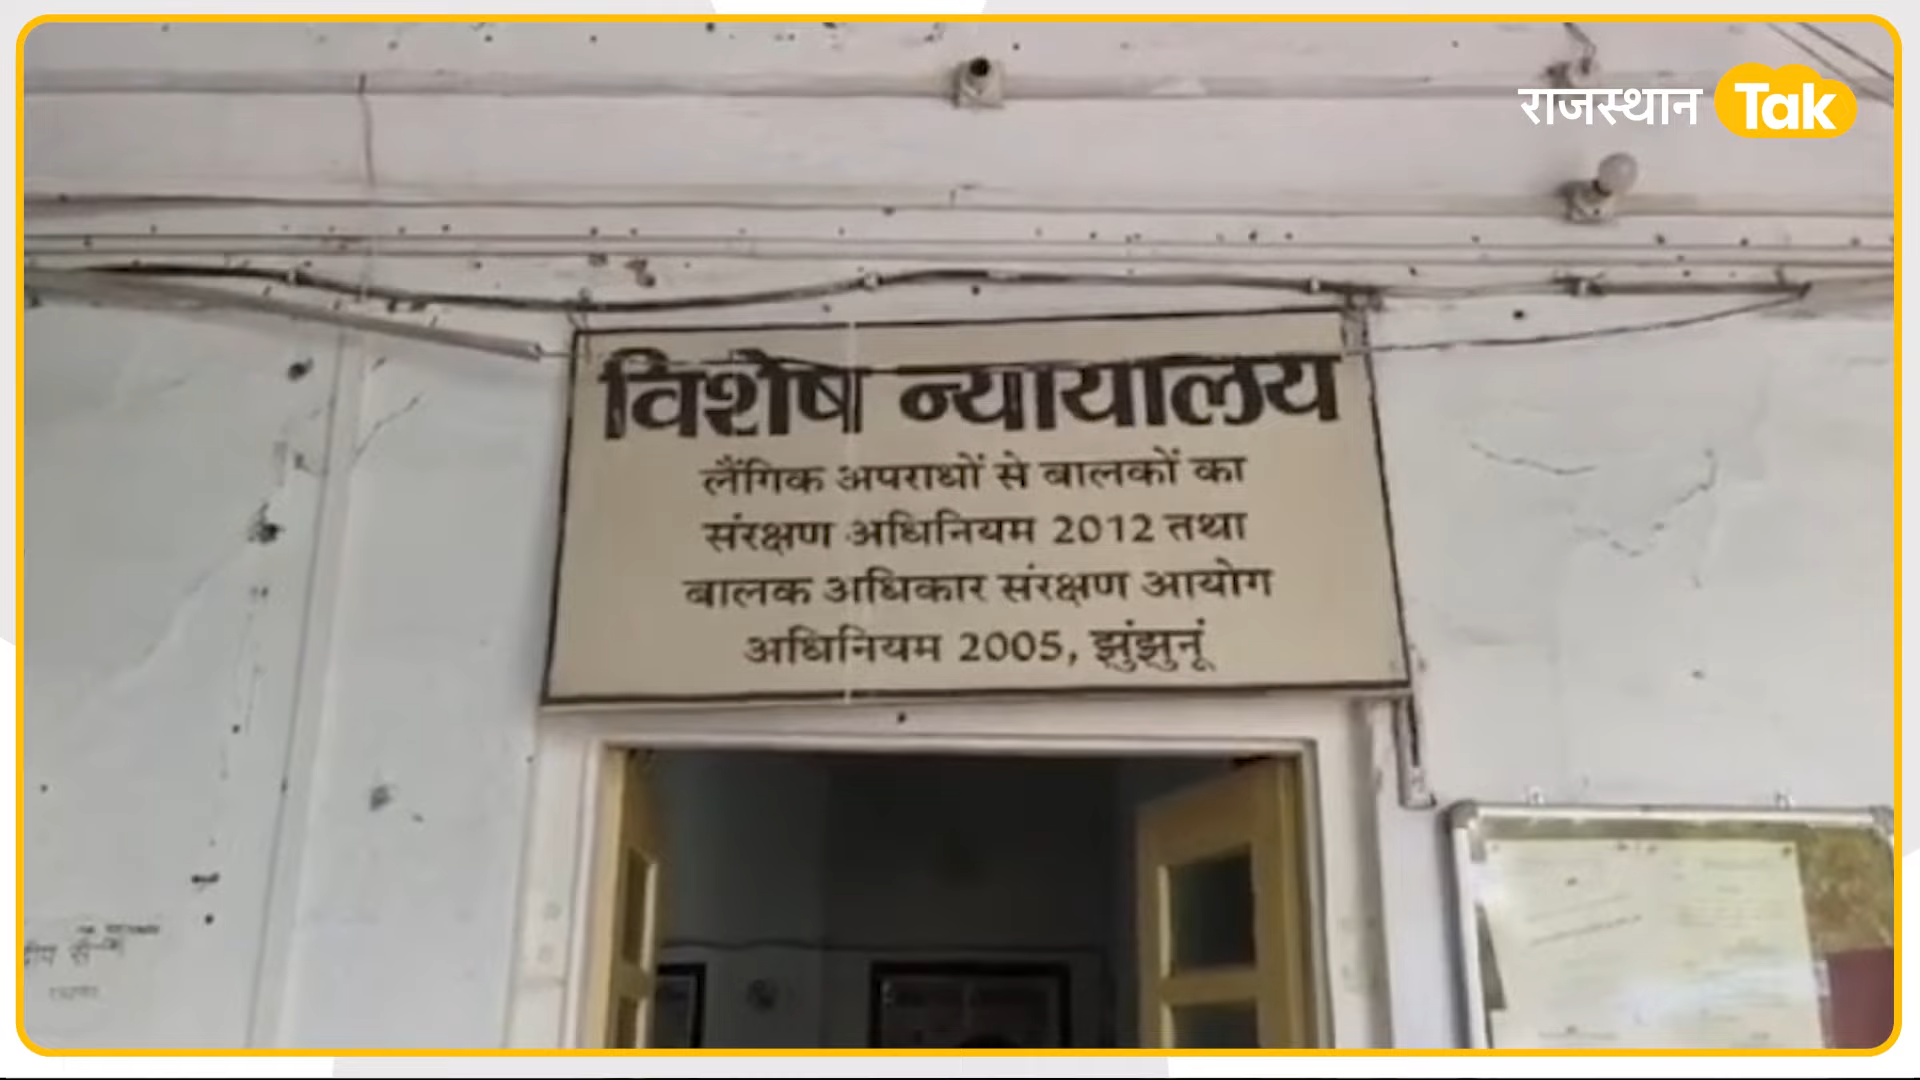 राजस्थान Tak
विशेष न्यायालय
लैंगिक अपराधों से बालकों का
संरक्षण अधिनियम 2012 तथा
बालक अधिकार संरक्षण आयोग
अधिनियम 2005, झुंझुनूं